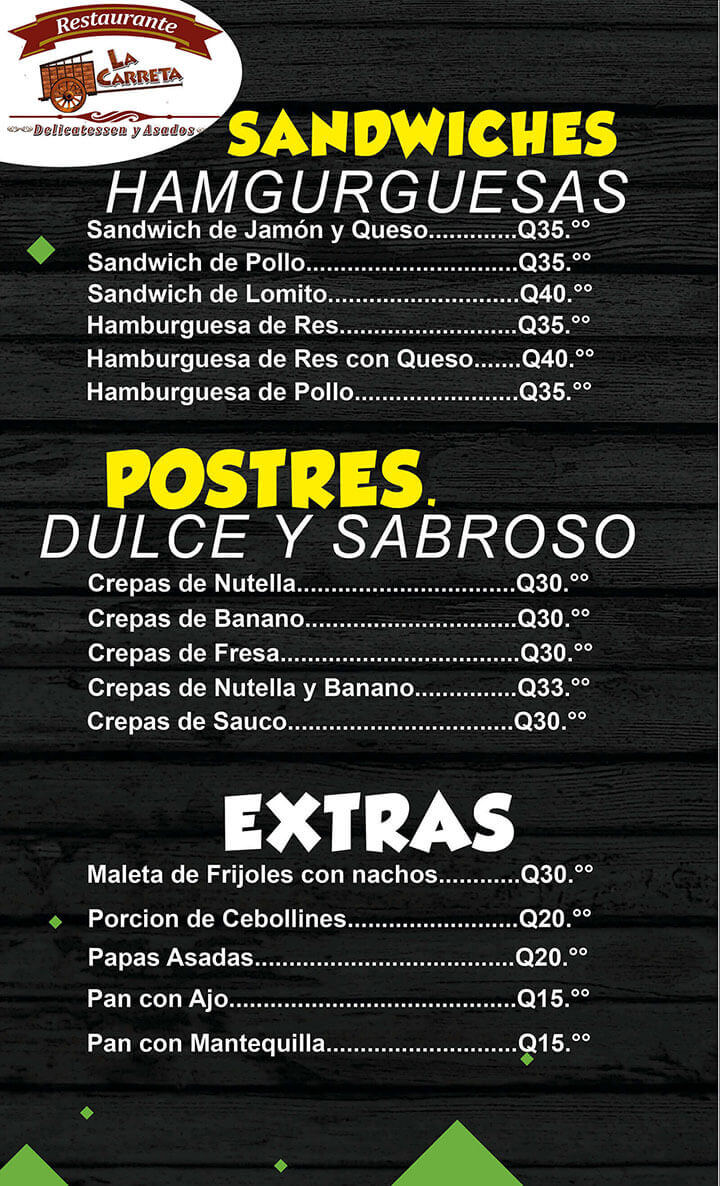 Restaurante
LA
CARRETA
Delicatessen y Asados
SANDWICHES
HAMGURGUESAS
Sandwich de Jamón y Queso.............Q35.°°
Sandwich de Pollo...............................Q35.°°
Sandwich de Lomito............................Q40.°°
Hamburguesa de Res..........................Q35.°°
Hamburguesa de Res con Queso.......Q40.°°
Hamburguesa de Pollo........................Q35.°°
POSTRES.
DULCE Y SABROSO
Crepas de Nutella................................Q30.°°
Crepas de Banano...............................Q30.°°
Crepas de Fresa...................................Q30.°°
Crepas de Nutella y Banano...............Q33.°°
Crepas de Sauco.................................Q30.°°
EXTRAS
Maleta de Frijoles con nachos............Q30.°°
Porcion de Cebollines.........................Q20.°°
Papas Asadas......................................Q20.°°
Pan con Ajo..........................................Q15.°°
Pan con Mantequilla............................Q15.°°